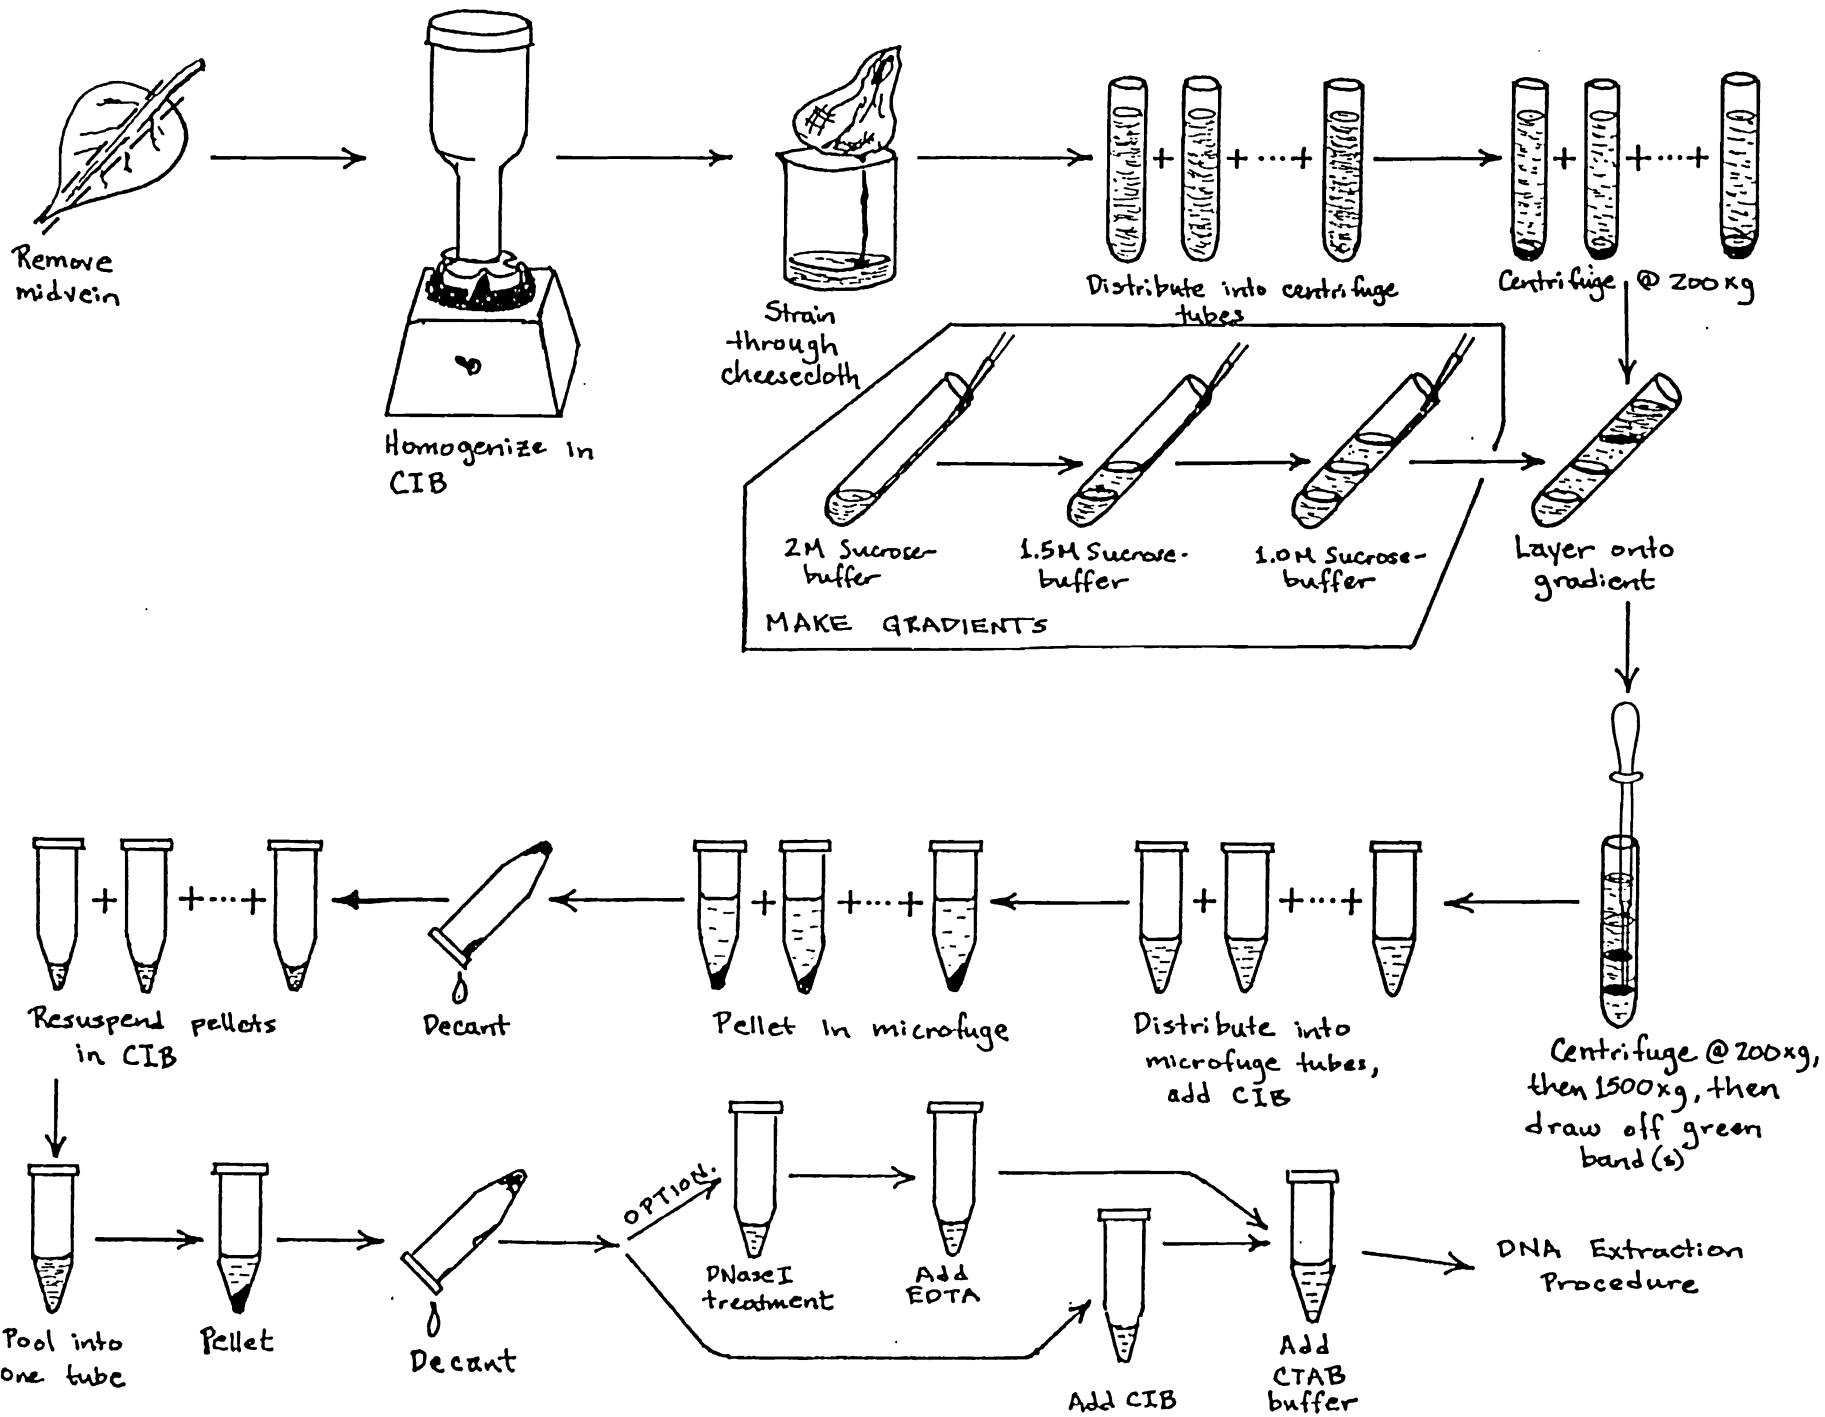 Remove
midvein
Homogenize in
CIB
Strain
through
cheesecloth
Distribute into centrifuge
tubes
Centrifuge @ 200xg
2M Sucrose-
buffer
1.5M Sucrose-
buffer
1.0M Sucrose-
buffer
MAKE GRADIENTS
Layer onto
gradient
Centrifuge @ 200xg,
then 1500xg, then
draw off green
band(s)
Distribute into
microfuge tubes,
add CIB
Pellet in microfuge
Decant
Resuspend pellets
in CIB
Pool into
one tube
Pellet
Decant
OPTION.
DNase I
treatment
Add
EDTA
Add CIB
Add
CTAB
buffer
DNA Extraction
Procedure